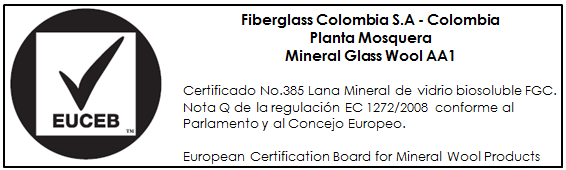 Fiberglass Colombia S.A - Colombia
Planta Mosquera
Mineral Glass Wool AA1
Certificado No.385 Lana Mineral de vidrio biosoluble FGC.
Nota Q de la regulación EC 1272/2008 conforme al
Parlamento y al Concejo Europeo.
European Certification Board for Mineral Wool Products
EUCEB
TM